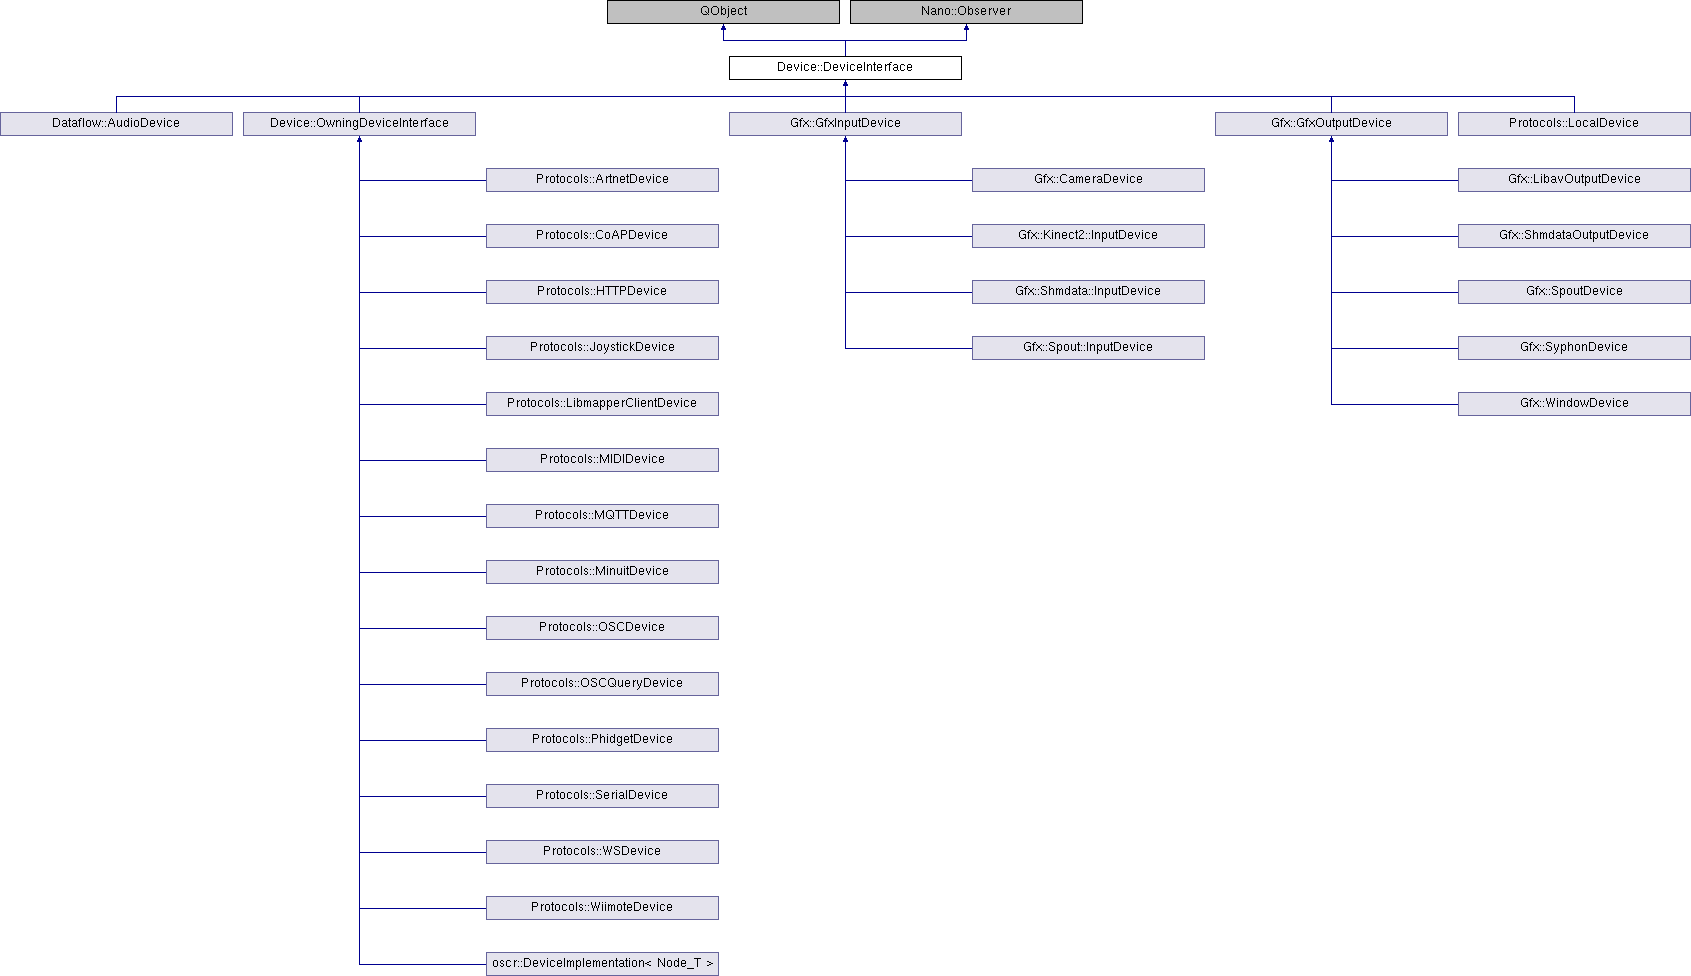 QObject
Nano::Observer
Device::DeviceInterface
Dataflow::AudioDevice
Device::OwningDeviceInterface
Gfx::GfxInputDevice
Gfx::GfxOutputDevice
Protocols::LocalDevice
Protocols::ArtnetDevice
Gfx::CameraDevice
Gfx::LibavOutputDevice
Protocols::CoAPDevice
Gfx::Kinect2::InputDevice
Gfx::ShmdataOutputDevice
Protocols::HTTPDevice
Gfx::Shmdata::InputDevice
Gfx::SpoutDevice
Protocols::JoystickDevice
Gfx::Spout::InputDevice
Gfx::SyphonDevice
Protocols::LibmapperClientDevice
Gfx::WindowDevice
Protocols::MIDIDevice
Protocols::MQTTDevice
Protocols::MinuitDevice
Protocols::OSCDevice
Protocols::OSCQueryDevice
Protocols::PhidgetDevice
Protocols::SerialDevice
Protocols::WSDevice
Protocols::WiimoteDevice
oscr::DeviceImplementation< Node_T >